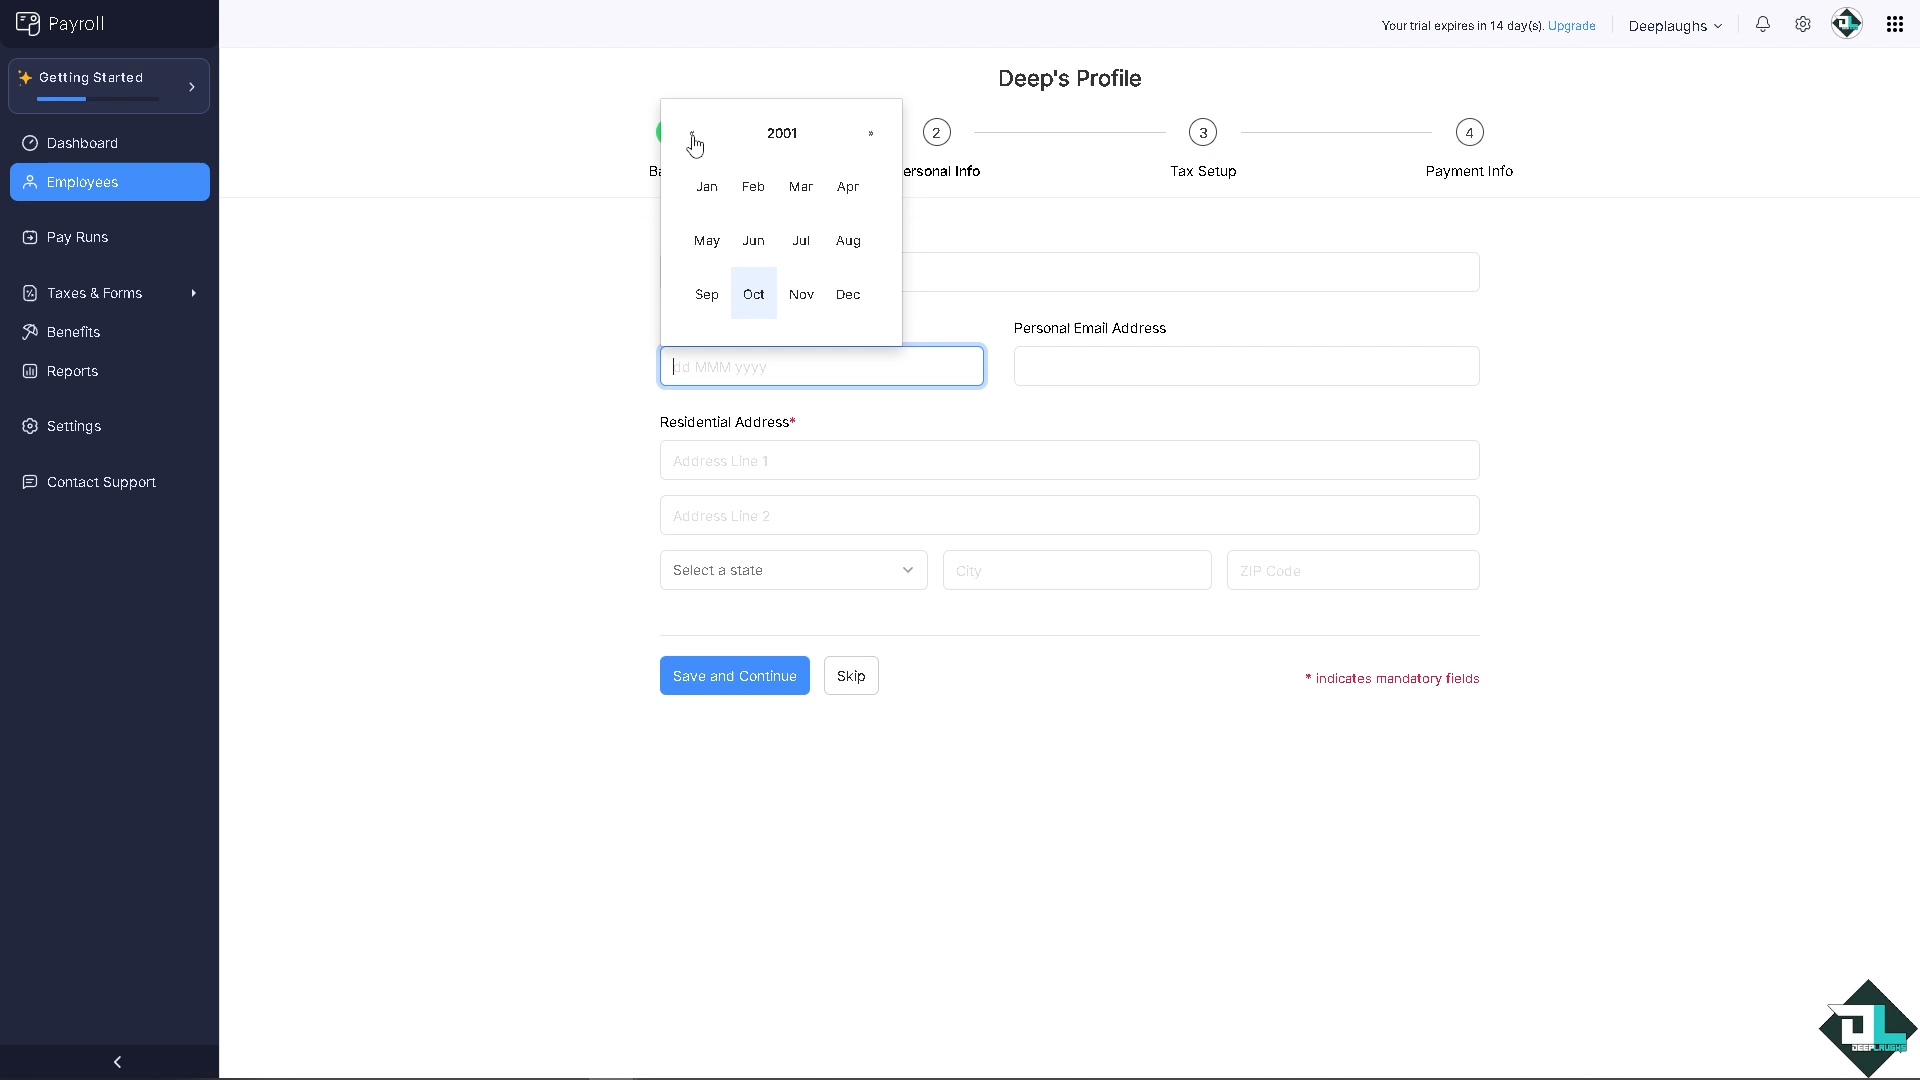 Payroll
Your trial expires in 14 day(s). Upgrade
Deeplaughs
Getting Started
Dashboard
Employees
Pay Runs
Taxes & Forms
Benefits
Reports
Settings
Contact Support
Deep's Profile
2
3
4
Ba
ersonal Info
Tax Setup
Payment Info
« 2001 »
Jan Feb Mar Apr
May Jun Jul Aug
Sep Oct Nov Dec
Personal Email Address
dd MMM yyyy
Residential Address*
Address Line 1
Address Line 2
Select a state
City
ZIP Code
Save and Continue
Skip
* indicates mandatory fields
DL
DEEPLAUGHS